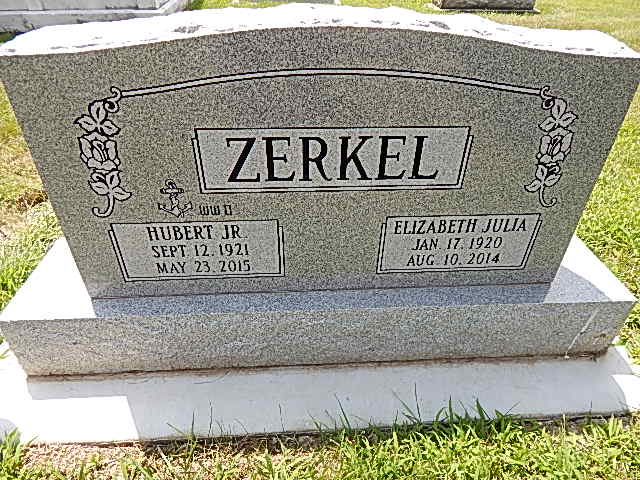 ZERKEL
WW II
HUBERT JR
SEPT. 12, 1921
MAY 23, 2015
ELIZABETH JULIA
JAN. 17, 1920
AUG. 10, 2014